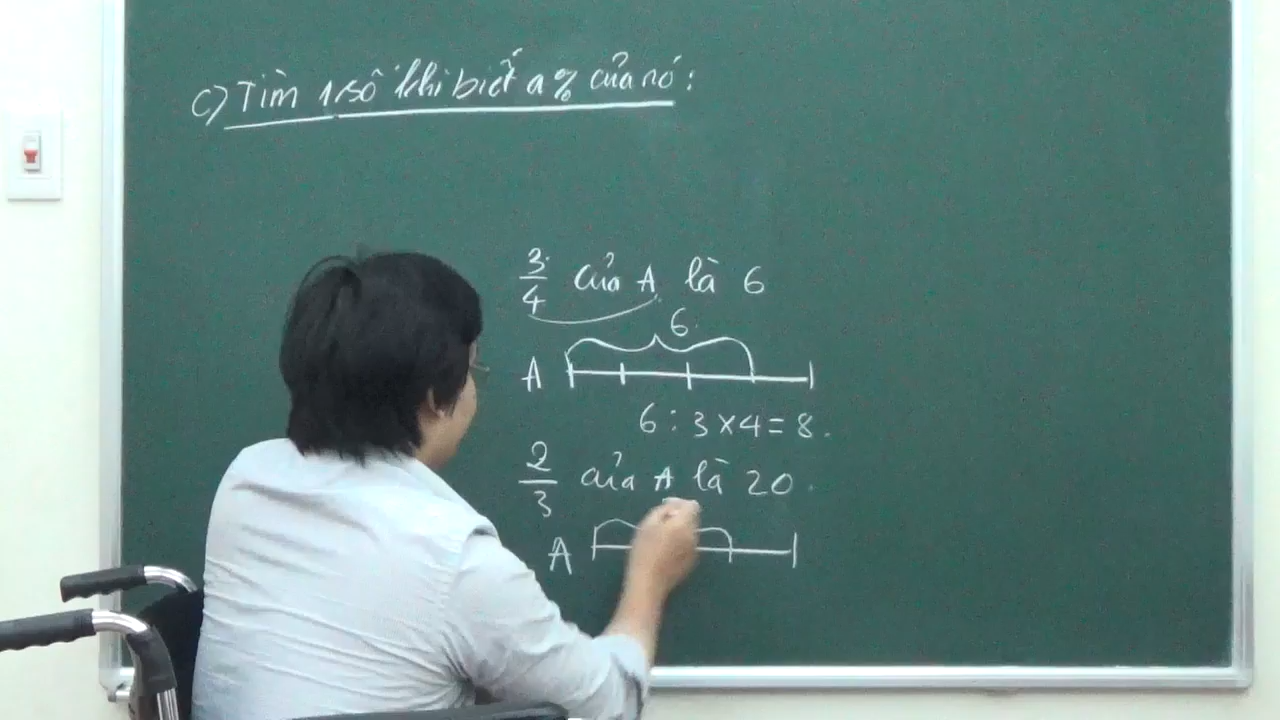 c) Tìm 1 số khi biết a% của nó:
3/4 của A là 6
6
A
6 : 3 × 4 = 8.
2/3 của A là 20.
A